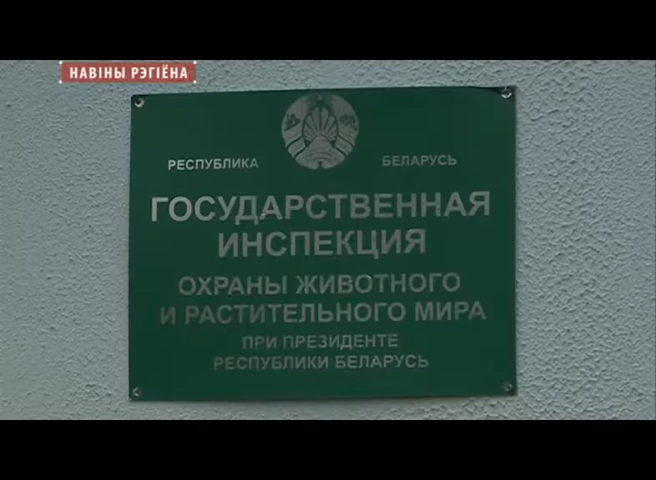 НАВІНЫ РЭГІЁНА
РЕСПУБЛИКА БЕЛАРУСЬ
ГОСУДАРСТВЕННАЯ
ИНСПЕКЦИЯ
ОХРАНЫ ЖИВОТНОГО
И РАСТИТЕЛЬНОГО МИРА
ПРИ ПРЕЗИДЕНТЕ
РЕСПУБЛИКИ БЕЛАРУСЬ